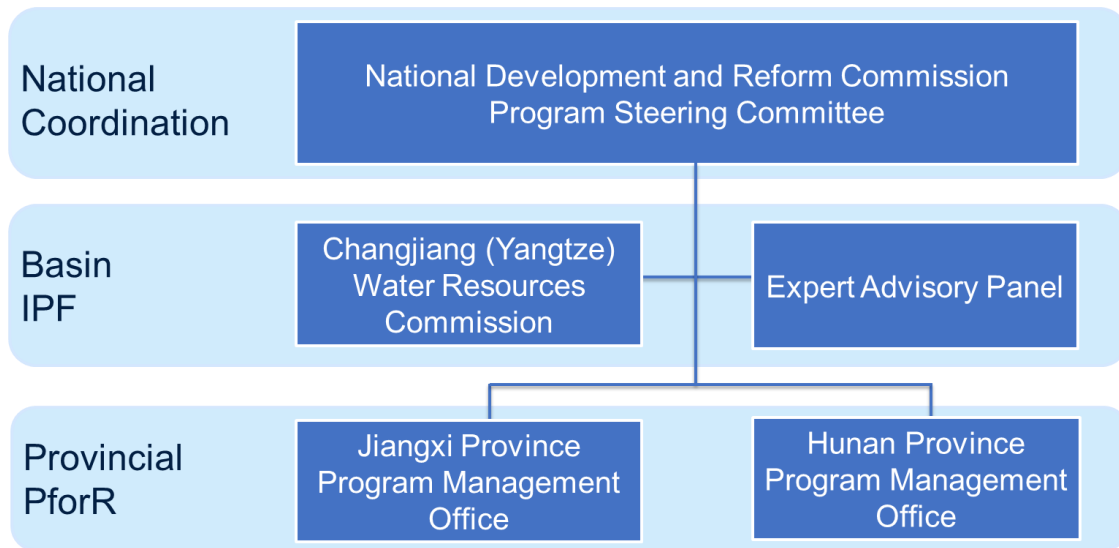 National
Coordination
National Development and Reform Commission
Program Steering Committee
Basin
IPF
Changjiang (Yangtze)
Water Resources
Commission
Expert Advisory Panel
Provincial
PforR
Jiangxi Province
Program Management
Office
Hunan Province
Program Management
Office